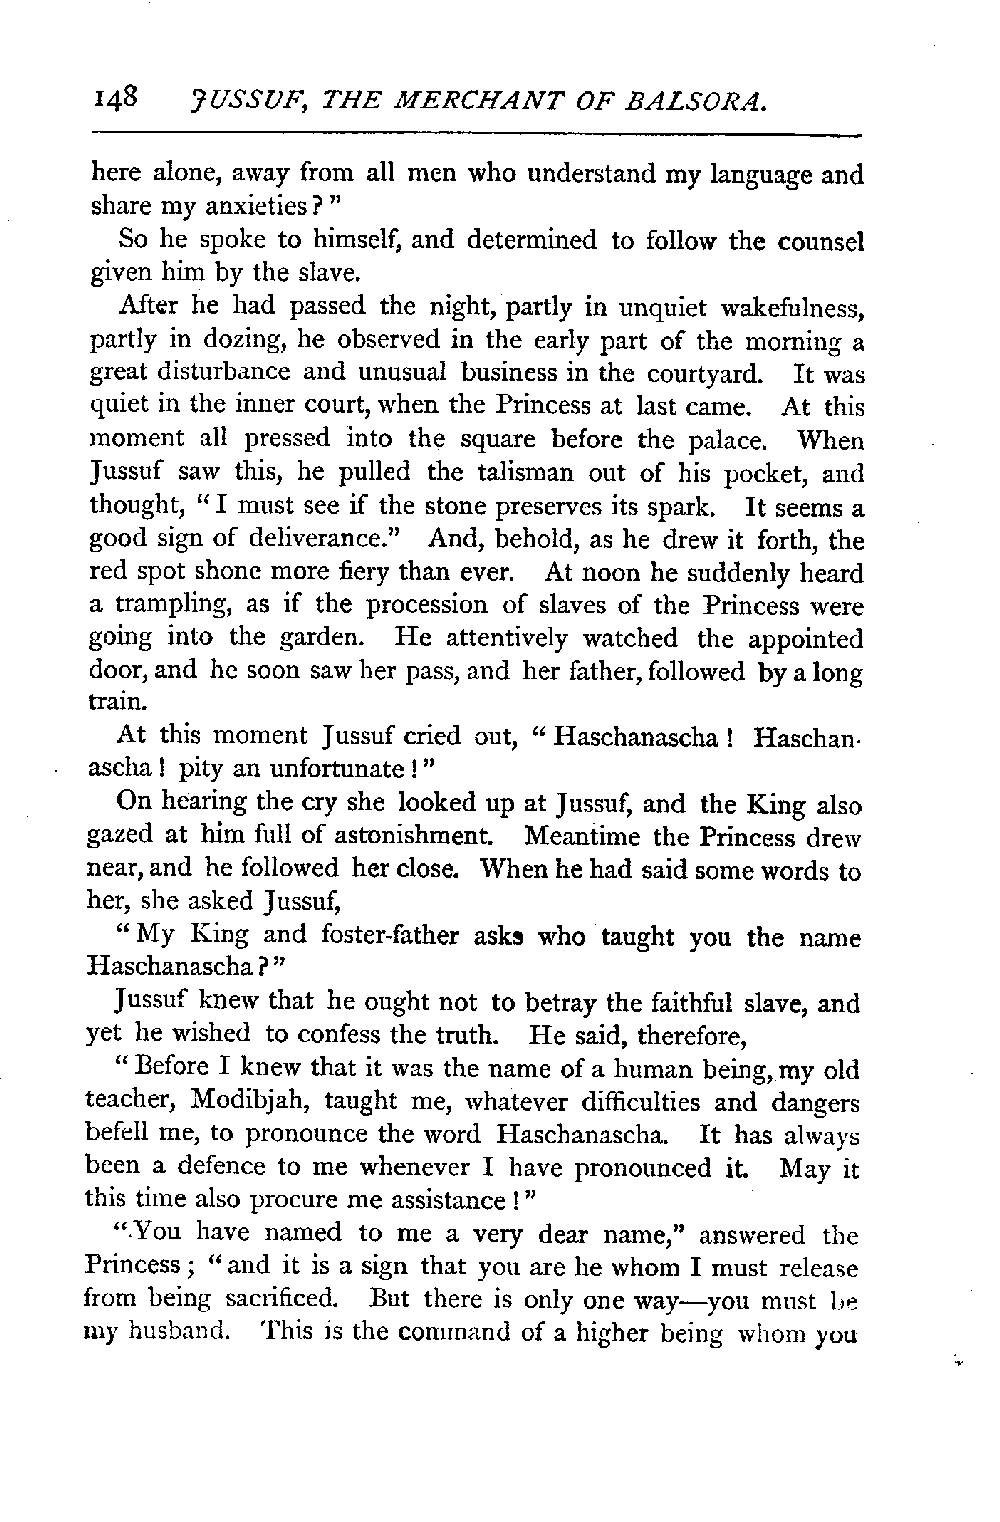 148 JUSSUF, THE MERCHANT OF BALSORA.
here alone, away from all men who understand my language and
share my anxieties?"
So he spoke to himself, and determined to follow the counsel
given him by the slave.
After he had passed the night, partly in unquiet wakefulness,
partly in dozing, he observed in the early part of the morning a
great disturbance and unusual business in the courtyard. It was
quiet in the inner court, when the Princess at last came. At this
moment all pressed into the square before the palace. When
Jussuf saw this, he pulled the talisman out of his pocket, and
thought, "I must see if the stone preserves its spark. It seems a
good sign of deliverance." And, behold, as he drew it forth, the
red spot shone more fiery than ever. At noon he suddenly heard
a trampling, as if the procession of slaves of the Princess were
going into the garden. He attentively watched the appointed
door, and he soon saw her pass, and her father, followed by a long
train.
At this moment Jussuf cried out, "Haschanascha! Haschan-
ascha! pity an unfortunate!"
On hearing the cry she looked up at Jussuf, and the King also
gazed at him full of astonishment. Meantime the Princess drew
near, and he followed her close. When he had said some words to
her, she asked Jussuf,
"My King and foster-father asks who taught you the name
Haschanascha?"
Jussuf knew that he ought not to betray the faithful slave, and
yet he wished to confess the truth. He said, therefore,
"Before I knew that it was the name of a human being, my old
teacher, Modibjah, taught me, whatever difficulties and dangers
befell me, to pronounce the word Haschanascha. It has always
been a defence to me whenever I have pronounced it. May it
this time also procure me assistance!"
"You have named to me a very dear name," answered the
Princess; "and it is a sign that you are he whom I must release
from being sacrificed. But there is only one way—you must be
my husband. This is the command of a higher being whom you